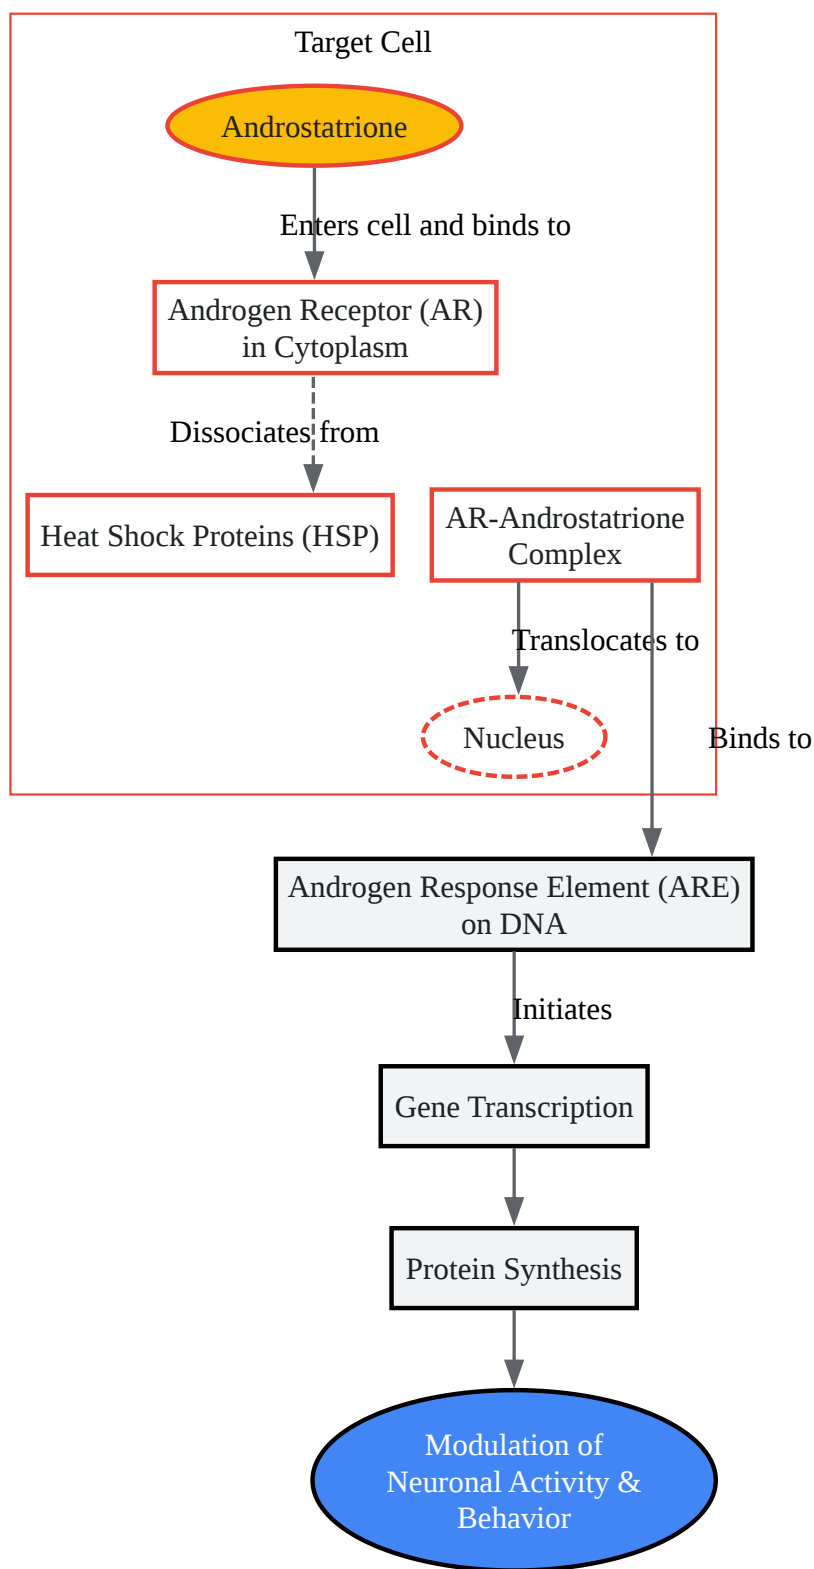 Target Cell
Androstatrione
Enters cell and binds to
Androgen Receptor (AR)
in Cytoplasm
Dissociates from
Heat Shock Proteins (HSP)
AR-Androstatrione
Complex
Translocates to
Nucleus
Binds to
Androgen Response Element (ARE)
on DNA
Initiates
Gene Transcription
Protein Synthesis
Modulation of
Neuronal Activity &
Behavior